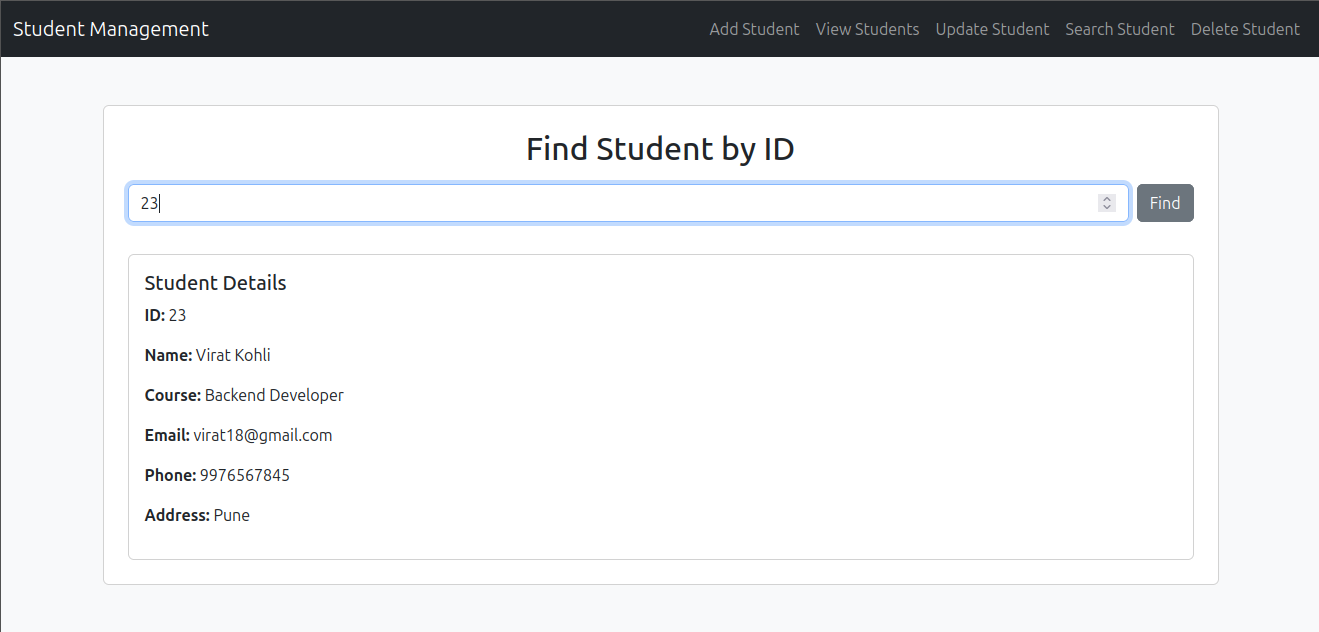 Student Management
Add Student View Students Update Student Search Student Delete Student
Find Student by ID
23
Find
Student Details
ID: 23
Name: Virat Kohli
Course: Backend Developer
Email: virat18@gmail.com
Phone: 9976567845
Address: Pune